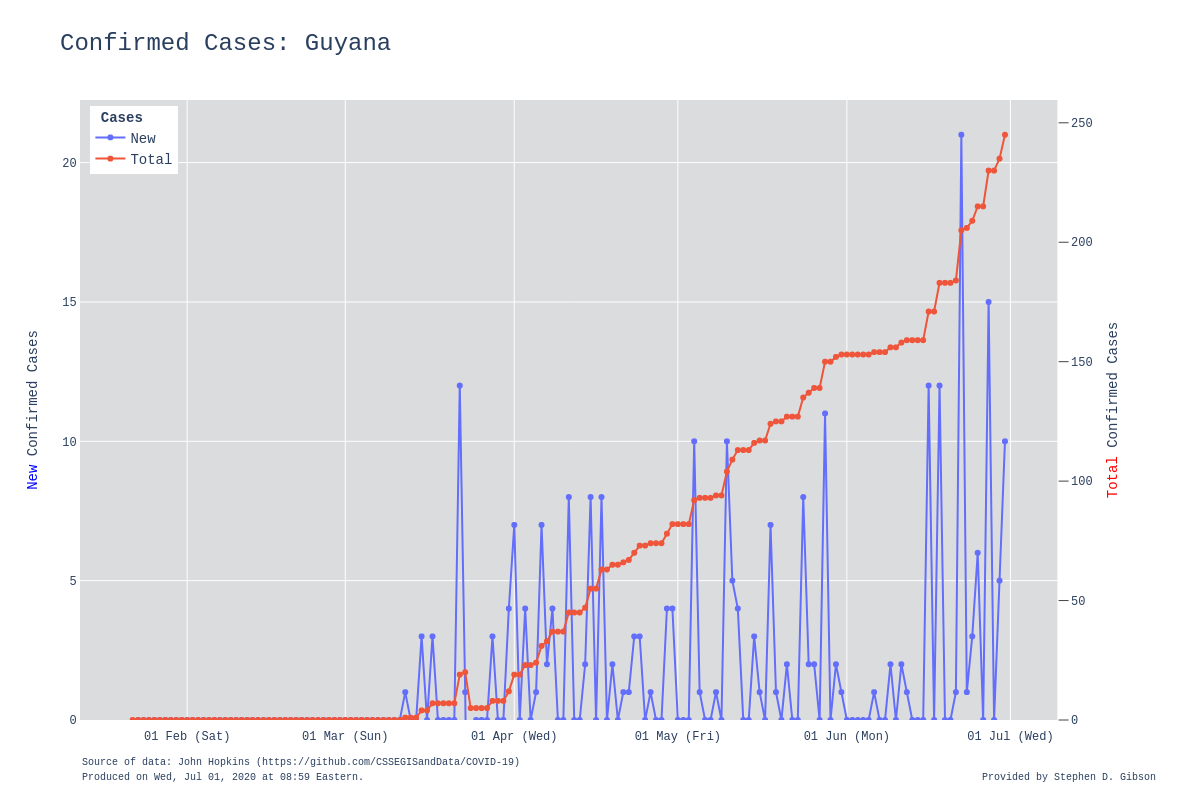 Confirmed Cases: Guyana
Cases
New
Total
20
15
10
5
0
250
200
150
100
50
0
New Confirmed Cases
Total Confirmed Cases
01 Feb (Sat)
01 Mar (Sun)
01 Apr (Wed)
01 May (Fri)
01 Jun (Mon)
01 Jul (Wed)
Source of data: John Hopkins (https://github.com/CSSEGISandData/COVID-19)
Produced on Wed, Jul 01, 2020 at 08:59 Eastern.
Provided by Stephen D. Gibson